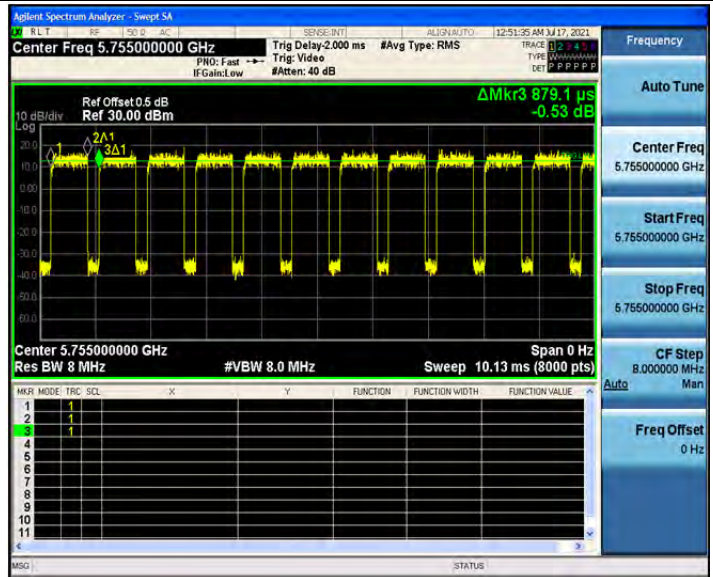 Agilent Spectrum Analyzer - Swept SA
RLT RF 50 Ω AC SENSE:INT ALIGNAUTO 12:51:35 AM Jul 17, 2021
Center Freq 5.755000000 GHz
PNO: Fast
IFGain:Low
Trig Delay-2.000 ms
Trig: Video
#Atten: 40 dB
#Avg Type: RMS
TRACE 1 2 3 4 5 6
TYPE
DET P P P P P P
Frequency
Auto Tune
Center Freq
5.755000000 GHz
Start Freq
5.755000000 GHz
Stop Freq
5.755000000 GHz
CF Step
8.000000 MHz
Auto Man
Freq Offset
0 Hz
ΔMkr3 879.1 µs
-0.53 dB
Ref Offset 0.5 dB
10 dB/div Ref 30.00 dBm
Log
20.0
10.0
0.00
-10.0
-20.0
-30.0
-40.0
-50.0
-60.0
1
2Δ1
3Δ1
Center 5.755000000 GHz Span 0 Hz
Res BW 8 MHz #VBW 8.0 MHz Sweep 10.13 ms (8000 pts)
MKR MODE TRC SCL X Y FUNCTION FUNCTION WIDTH FUNCTION VALUE
1 1
2 1
3 1
4
5
6
7
8
9
10
11
MSG STATUS